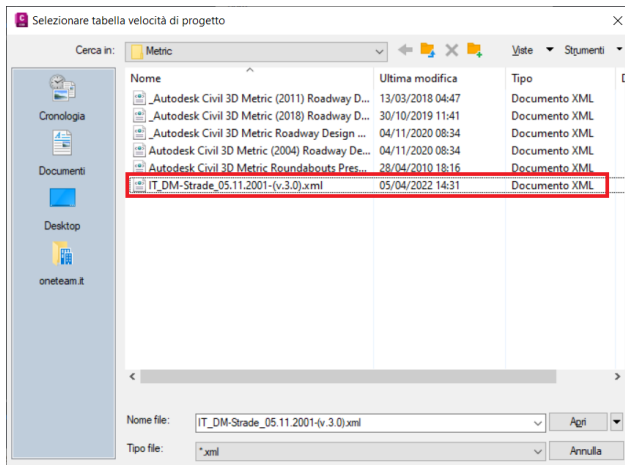 Selezionare tabella velocità di progetto
Cerca in: Metric Viste Strumenti
Nome Ultima modifica Tipo
_Autodesk Civil 3D Metric (2011) Roadway D... 13/03/2018 04:47 Documento XML
_Autodesk Civil 3D Metric (2018) Roadway D... 30/10/2019 11:41 Documento XML
_Autodesk Civil 3D Metric Roadway Design ... 04/11/2020 08:34 Documento XML
Autodesk Civil 3D Metric (2004) Roadway De... 04/11/2020 08:34 Documento XML
Autodesk Civil 3D Metric Roundabouts Pres... 28/04/2010 18:16 Documento XML
IT_DM-Strade_05.11.2001-(v.3.0).xml 05/04/2022 14:31 Documento XML
Cronologia
Documenti
Desktop
oneteam.it
Nome file: IT_DM-Strade_05.11.2001-(v.3.0).xml Apri
Tipo file: *.xml Annulla